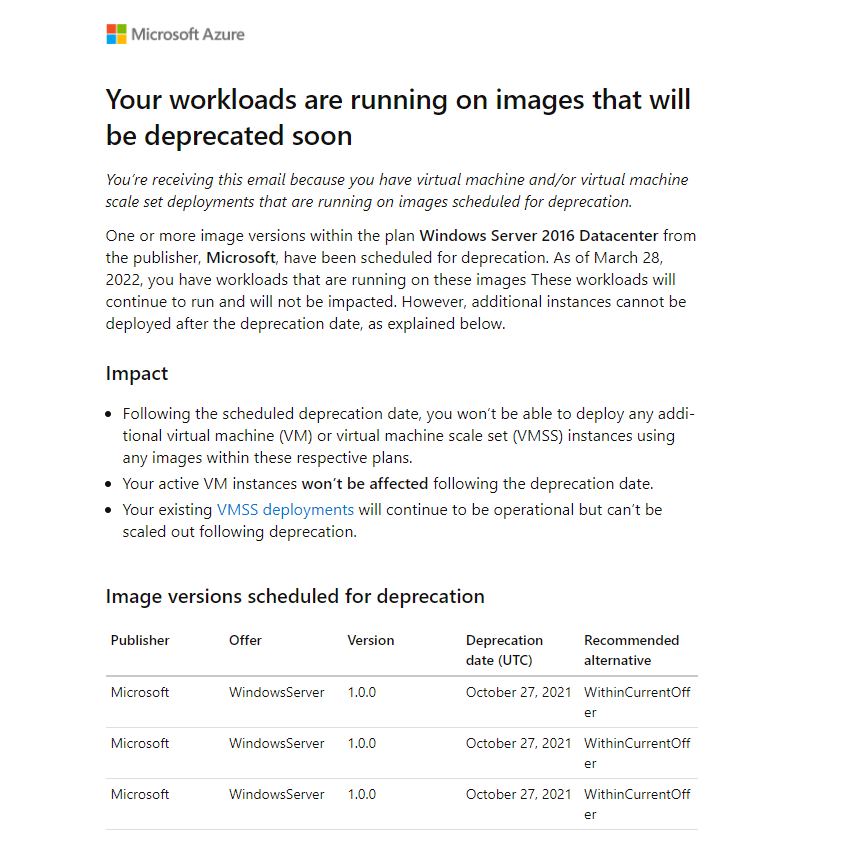 Microsoft Azure
Your workloads are running on images that will
be deprecated soon
You're receiving this email because you have virtual machine and/or virtual machine
scale set deployments that are running on images scheduled for deprecation.
One or more image versions within the plan Windows Server 2016 Datacenter from
the publisher, Microsoft, have been scheduled for deprecation. As of March 28,
2022, you have workloads that are running on these images These workloads will
continue to run and will not be impacted. However, additional instances cannot be
deployed after the deprecation date, as explained below.
Impact
• Following the scheduled deprecation date, you won't be able to deploy any addi-
tional virtual machine (VM) or virtual machine scale set (VMSS) instances using
any images within these respective plans.
• Your active VM instances won't be affected following the deprecation date.
• Your existing VMSS deployments will continue to be operational but can't be
scaled out following deprecation.
Image versions scheduled for deprecation
Publisher Offer Version Deprecation Recommended
date (UTC) alternative
Microsoft WindowsServer 1.0.0 October 27, 2021 WithinCurrentOff
er
Microsoft WindowsServer 1.0.0 October 27, 2021 WithinCurrentOff
er
Microsoft WindowsServer 1.0.0 October 27, 2021 WithinCurrentOff
er